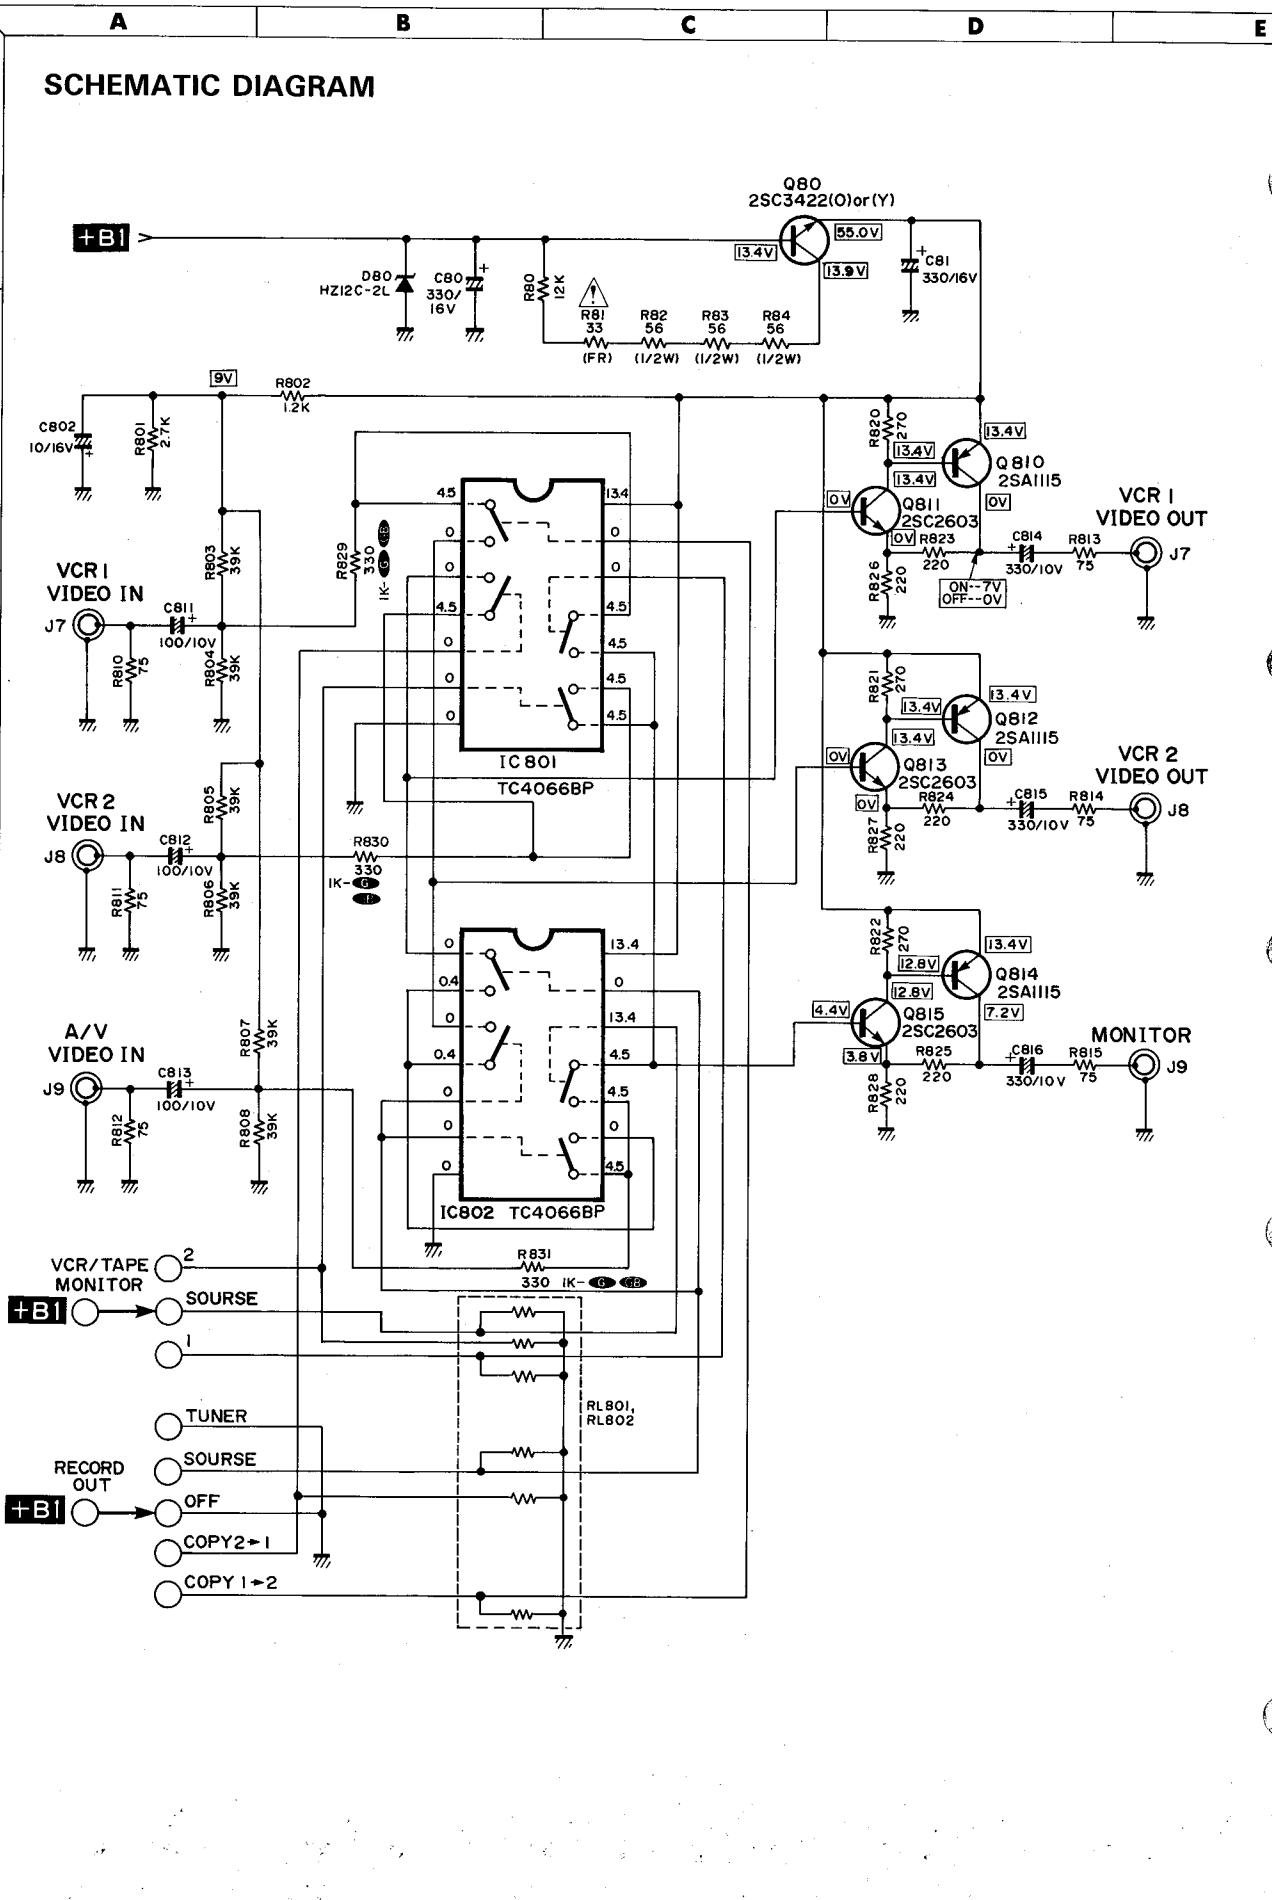 A B C D E
SCHEMATIC DIAGRAM
Q80
2SC3422(O)or(Y)
+B1
55.0V
13.4V
13.9V
C81
330/16V
D80
HZ12C-2L
C80
330/
16V
R80
12K
R81
33
(FR)
R82
56
(1/2W)
R83
56
(1/2W)
R84
56
(1/2W)
9V
R802
1.2K
C802
10/16V
R801
2.7K
R820
270
13.4V
13.4V
Q810
2SA1115
13.4V
0V
Q811
2SC2603
0V
0V
R823
220
C814
330/10V
R813
75
VCR 1
VIDEO OUT
J7
R826
220
ON--7V
OFF--0V
4.5
0
0
4.5
0
0
0
13.4
0
0
4.5
4.5
4.5
4.5
R829
330
1K-G GB
R803
39K
VCR 1
VIDEO IN
J7
C811
100/10V
R810
75
R804
39K
IC801
TC4066BP
R821
270
13.4V
13.4V
Q812
2SA1115
13.4V
0V
Q813
2SC2603
0V
0V
R824
220
C815
330/10V
R814
75
VCR 2
VIDEO OUT
J8
R827
220
VCR 2
VIDEO IN
J8
R805
39K
C812
100/10V
R811
75
R806
39K
R830
330
1K-G
0
0.4
0
0.4
0
0
0
13.4
0
13.4
4.5
4.5
0
4.5
R822
270
13.4V
12.8V
Q814
2SA1115
12.8V
7.2V
4.4V
Q815
2SC2603
3.8V
R825
220
C816
330/10V
R815
75
MONITOR
J9
R828
220
A/V
VIDEO IN
J9
R807
39K
C813
100/10V
R812
75
R808
39K
IC802 TC4066BP
R831
330 1K-G GB
VCR/TAPE
MONITOR
2
+B1
SOURSE
1
RL801,
RL802
TUNER
RECORD
OUT
SOURSE
+B1
OFF
COPY2→1
COPY 1→2